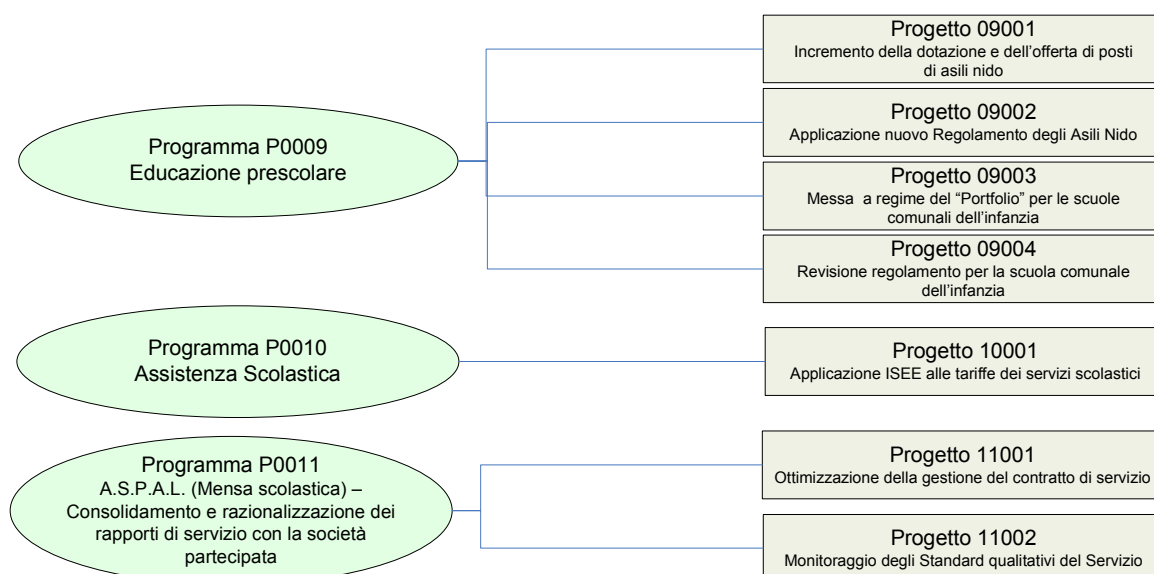 Programma P0009
Educazione prescolare
Progetto 09001
Incremento della dotazione e dell'offerta di posti
di asili nido
Progetto 09002
Applicazione nuovo Regolamento degli Asili Nido
Progetto 09003
Messa a regime del “Portfolio” per le scuole
comunali dell'infanzia
Progetto 09004
Revisione regolamento per la scuola comunale
dell'infanzia
Programma P0010
Assistenza Scolastica
Progetto 10001
Applicazione ISEE alle tariffe dei servizi scolastici
Programma P0011
A.S.P.A.L. (Mensa scolastica) –
Consolidamento e razionalizzazione dei
rapporti di servizio con la società
partecipata
Progetto 11001
Ottimizzazione della gestione del contratto di servizio
Progetto 11002
Monitoraggio degli Standard qualitativi del Servizio